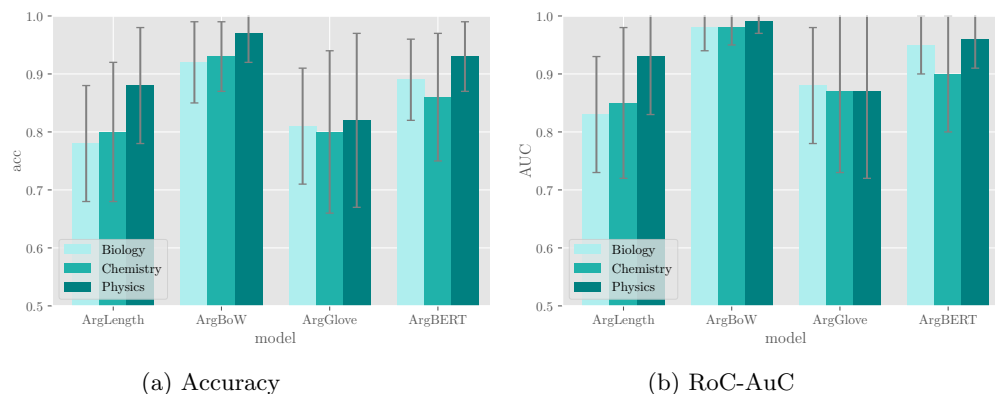 1.0
0.9
0.8
0.7
0.6
0.5
acc
Biology
Chemistry
Physics
ArgLength ArgBoW ArgGlove ArgBERT
model
(a) Accuracy
1.0
0.9
0.8
0.7
0.6
0.5
AUC
Biology
Chemistry
Physics
ArgLength ArgBoW ArgGlove ArgBERT
model
(b) RoC-AuC